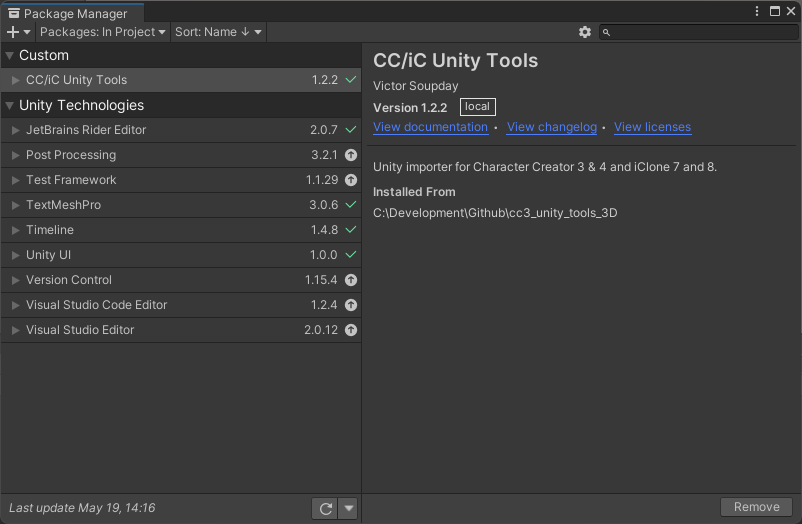 Package Manager
Packages: In Project Sort: Name ↓
Custom
CC/iC Unity Tools 1.2.2
Unity Technologies
JetBrains Rider Editor 2.0.7
Post Processing 3.2.1
Test Framework 1.1.29
TextMeshPro 3.0.6
Timeline 1.4.8
Unity UI 1.0.0
Version Control 1.15.4
Visual Studio Code Editor 1.2.4
Visual Studio Editor 2.0.12
Last update May 19, 14:16
CC/iC Unity Tools
Victor Soupday
Version 1.2.2 local
View documentation • View changelog • View licenses
Unity importer for Character Creator 3 & 4 and iClone 7 and 8.
Installed From
C:\Development\Github\cc3_unity_tools_3D
Remove